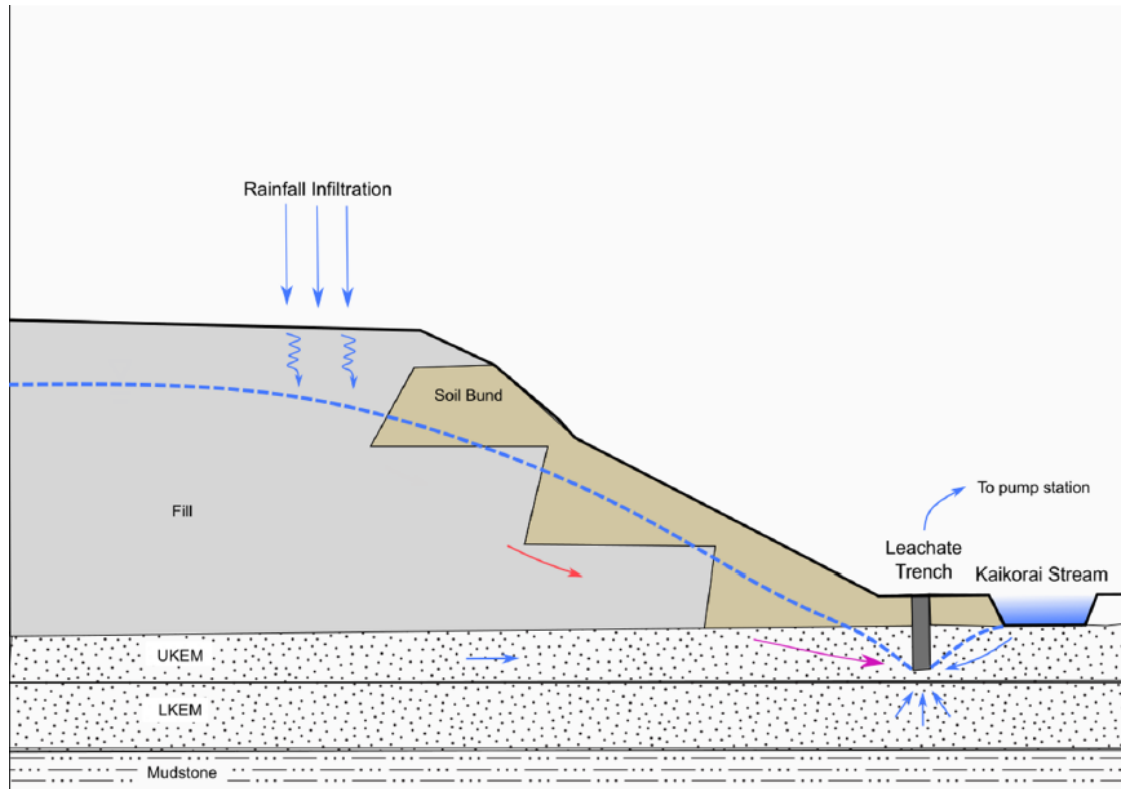 Rainfall Infiltration
Soil Bund
To pump station
Fill
Leachate
Trench
Kaikorai Stream
UKEM
LKEM
Mudstone